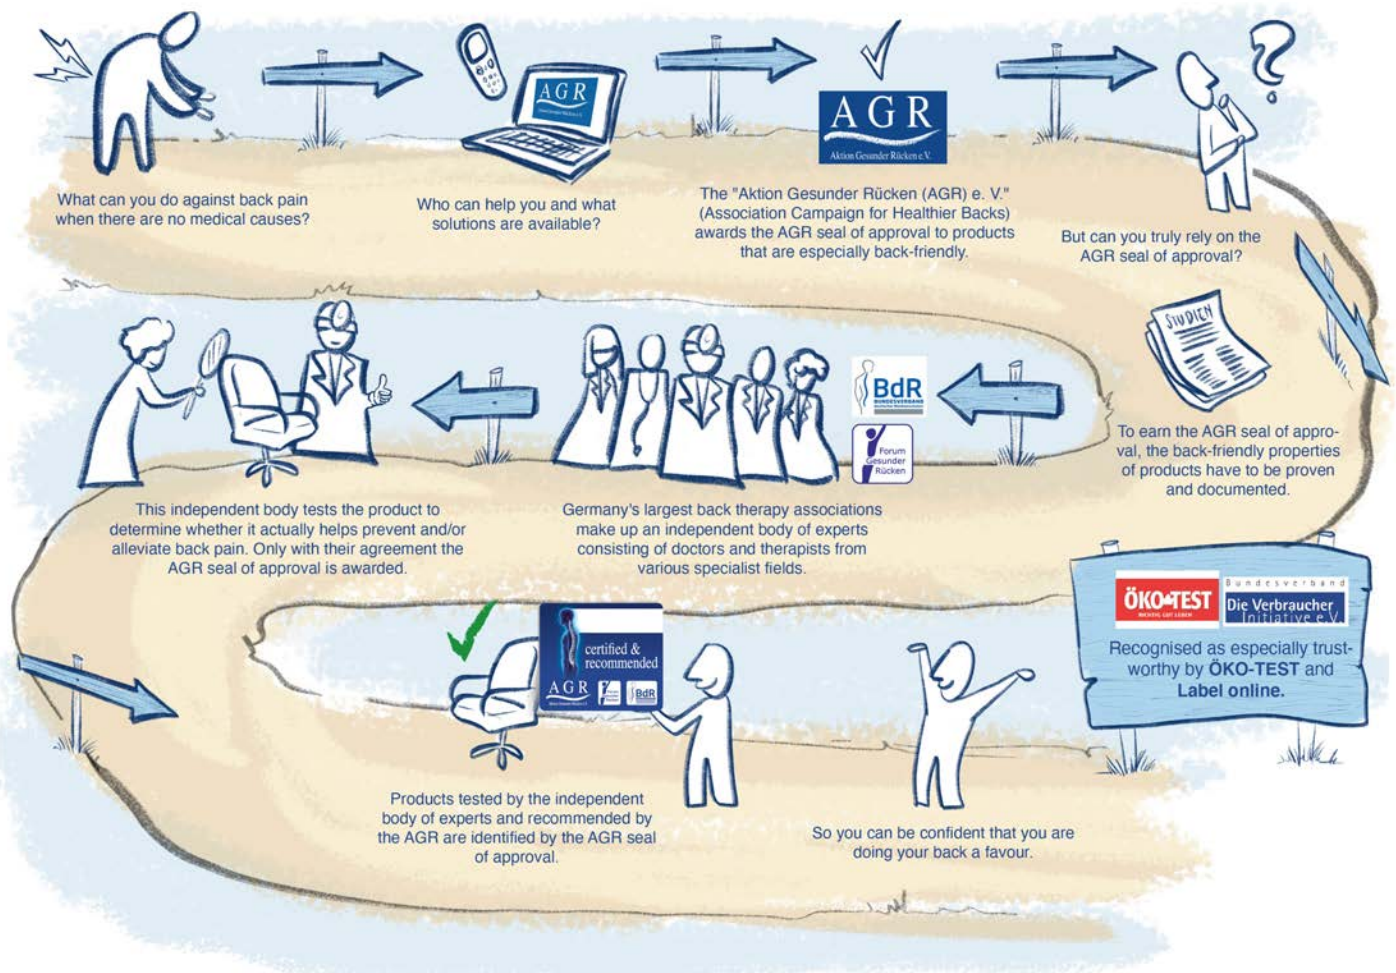 AGR
Aktion Gesunder Rücken e.V.
AGR
Aktion Gesunder Rücken e.V.
What can you do against back pain
when there are no medical causes?
Who can help you and what
solutions are available?
The "Aktion Gesunder Rücken (AGR) e. V."
(Association Campaign for Healthier Backs)
awards the AGR seal of approval to products
that are especially back-friendly.
But can you truly rely on the
AGR seal of approval?
STUDIEN
To earn the AGR seal of appro-
val, the back-friendly properties
of products have to be proven
and documented.
BdR
BUNDESVERBAND
Forum
Gesunder
Rücken
Germany's largest back therapy associations
make up an independent body of experts
consisting of doctors and therapists from
various specialist fields.
This independent body tests the product to
determine whether it actually helps prevent and/or
alleviate back pain. Only with their agreement the
AGR seal of approval is awarded.
certified &
recommended
AGR
BdR
Products tested by the independent
body of experts and recommended by
the AGR are identified by the AGR seal
of approval.
So you can be confident that you are
doing your back a favour.
ÖKO-TEST
RICHTIG GUT LEBEN
Bundesverband
Die Verbraucher
Initiative e.V.
Recognised as especially trust-
worthy by ÖKO-TEST and
Label online.